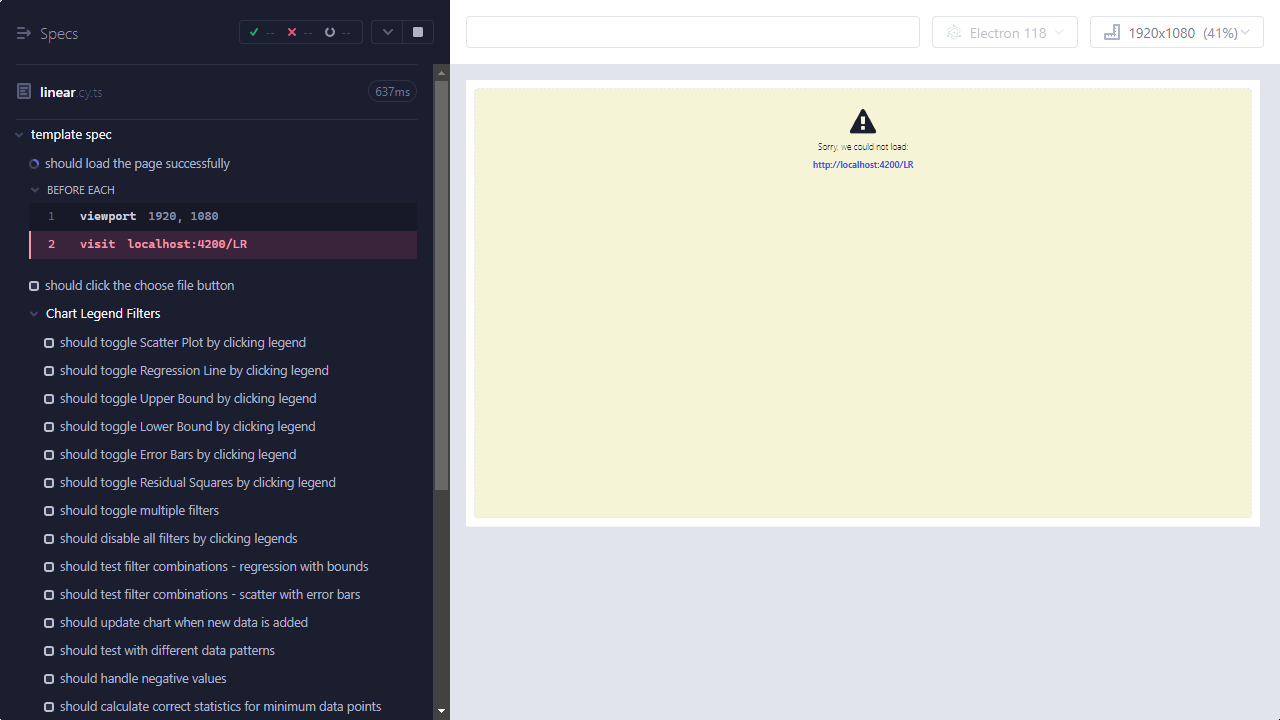 Specs
-- -- --
linear.cy.ts
637ms
template spec
should load the page successfully
BEFORE EACH
1 viewport 1920, 1080
2 visit localhost:4200/LR
should click the choose file button
Chart Legend Filters
should toggle Scatter Plot by clicking legend
should toggle Regression Line by clicking legend
should toggle Upper Bound by clicking legend
should toggle Lower Bound by clicking legend
should toggle Error Bars by clicking legend
should toggle Residual Squares by clicking legend
should toggle multiple filters
should disable all filters by clicking legends
should test filter combinations - regression with bounds
should test filter combinations - scatter with error bars
should update chart when new data is added
should test with different data patterns
should handle negative values
should calculate correct statistics for minimum data points
Electron 118
1920x1080 (41%)
Sorry, we could not load:
http://localhost:4200/LR